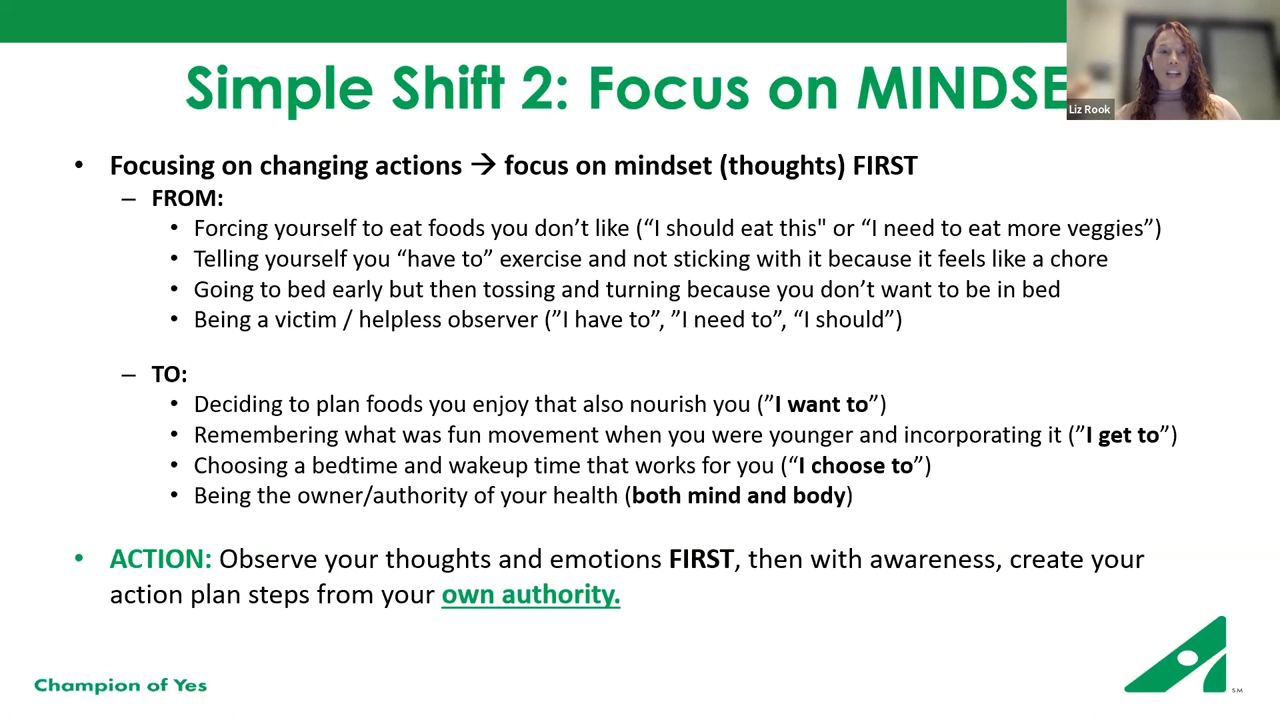 Simple Shift 2: Focus on MINDSE
Liz Rook
• Focusing on changing actions → focus on mindset (thoughts) FIRST
– FROM:
• Forcing yourself to eat foods you don’t like (“I should eat this" or “I need to eat more veggies”)
• Telling yourself you “have to” exercise and not sticking with it because it feels like a chore
• Going to bed early but then tossing and turning because you don’t want to be in bed
• Being a victim / helpless observer (”I have to”, ”I need to”, “I should”)
– TO:
• Deciding to plan foods you enjoy that also nourish you (”I want to”)
• Remembering what was fun movement when you were younger and incorporating it (”I get to”)
• Choosing a bedtime and wakeup time that works for you (“I choose to”)
• Being the owner/authority of your health (both mind and body)
• ACTION: Observe your thoughts and emotions FIRST, then with awareness, create your
action plan steps from your own authority.
Champion of Yes
SM